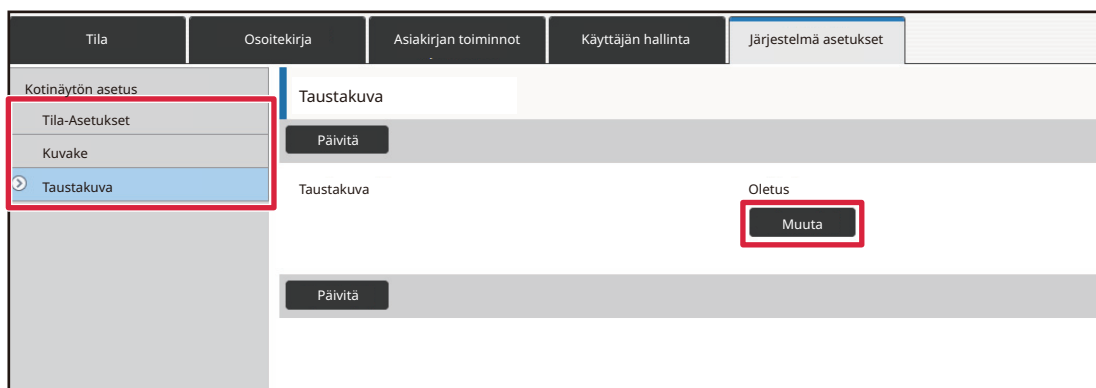 Tila
Osoitekirja
Asiakirjan toiminnot
Käyttäjän hallinta
Järjestelmä asetukset
Kotinäytön asetus
Tila-Asetukset
Kuvake
Taustakuva
Taustakuva
Päivitä
Taustakuva
Oletus
Muuta
Päivitä